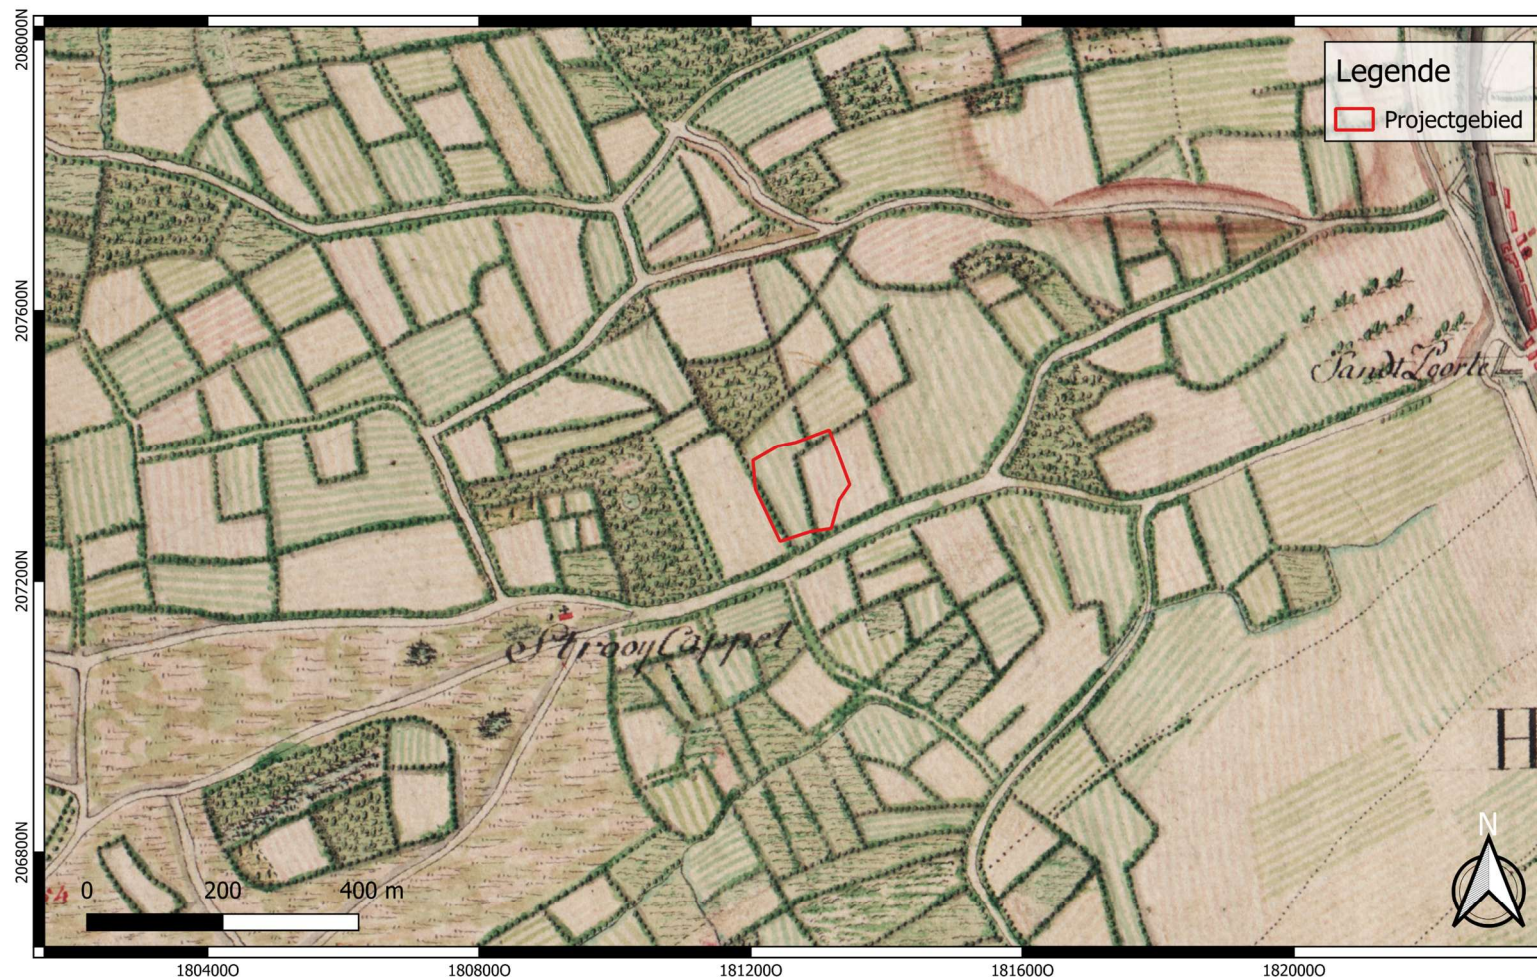 208000N
207600N
207200N
206800N
Legende
Projectgebied
Sandt Poorte
Strooy Cappel
H
N
0 200 400 m
180400O 180800O 181200O 181600O 182000O